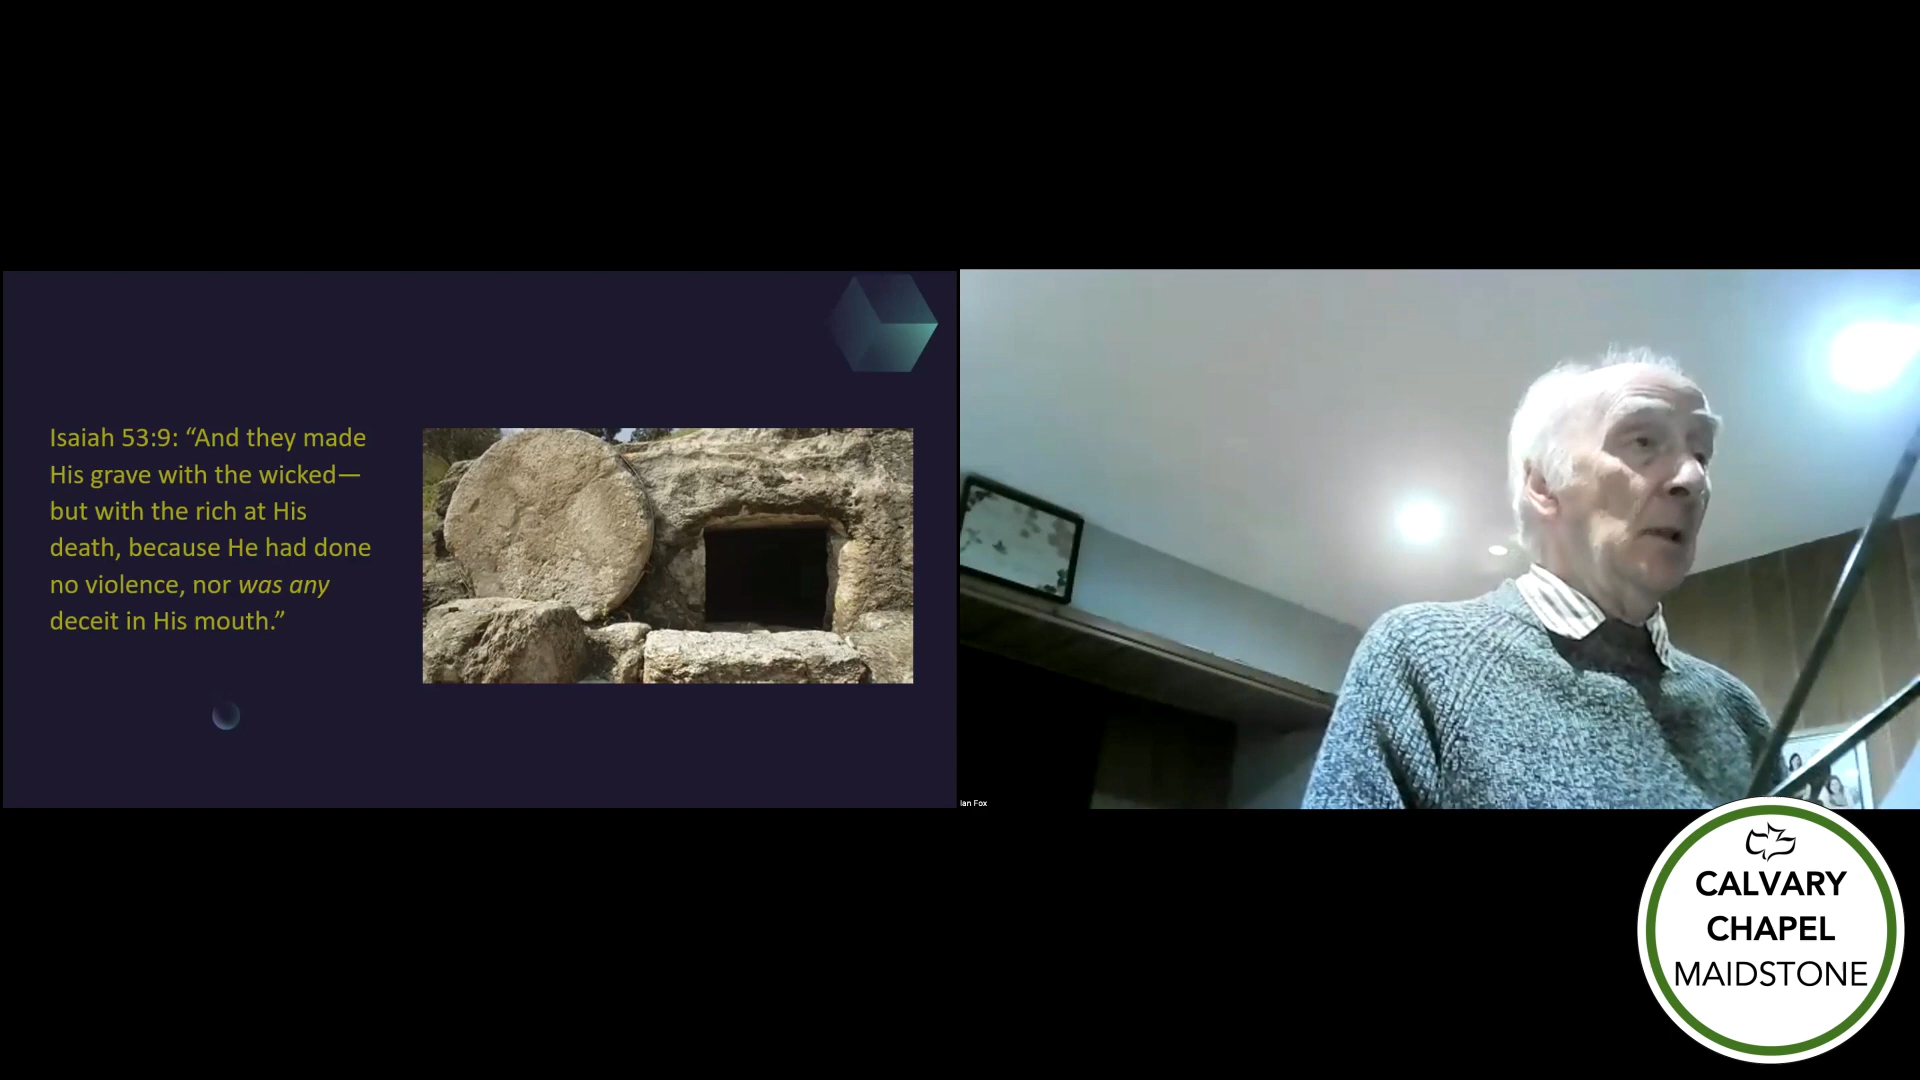 Isaiah 53:9: “And they made
His grave with the wicked—
but with the rich at His
death, because He had done
no violence, nor was any
deceit in His mouth.”
Ian Fox
CALVARY
CHAPEL
MAIDSTONE